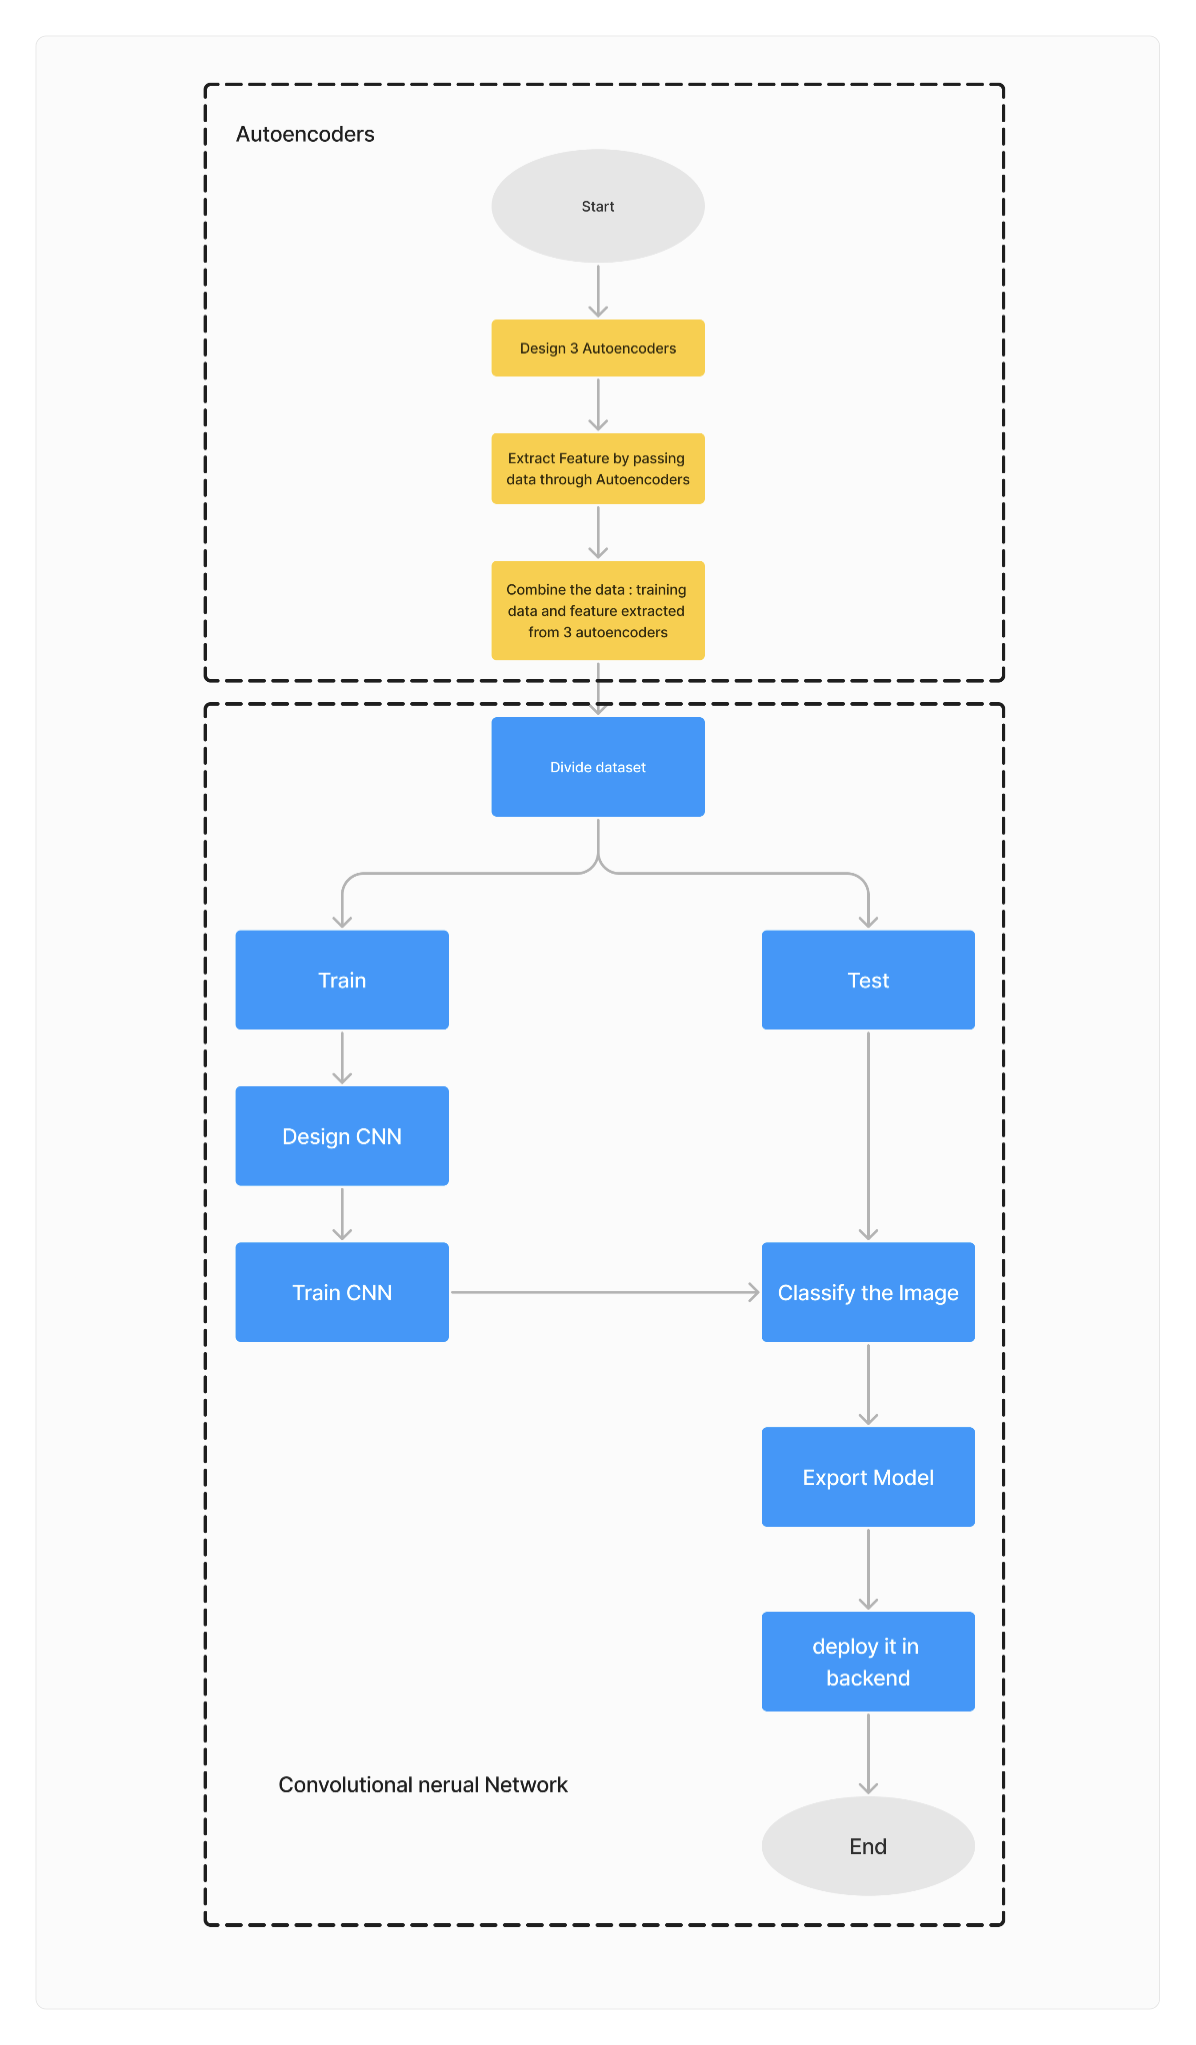 Autoencoders
Start
Design 3 Autoencoders
Extract Feature by passing
data through Autoencoders
Combine the data : training
data and feature extracted
from 3 autoencoders
Divide dataset
Train
Test
Design CNN
Train CNN
Classify the Image
Export Model
deploy it in
backend
Convolutional nerual Network
End